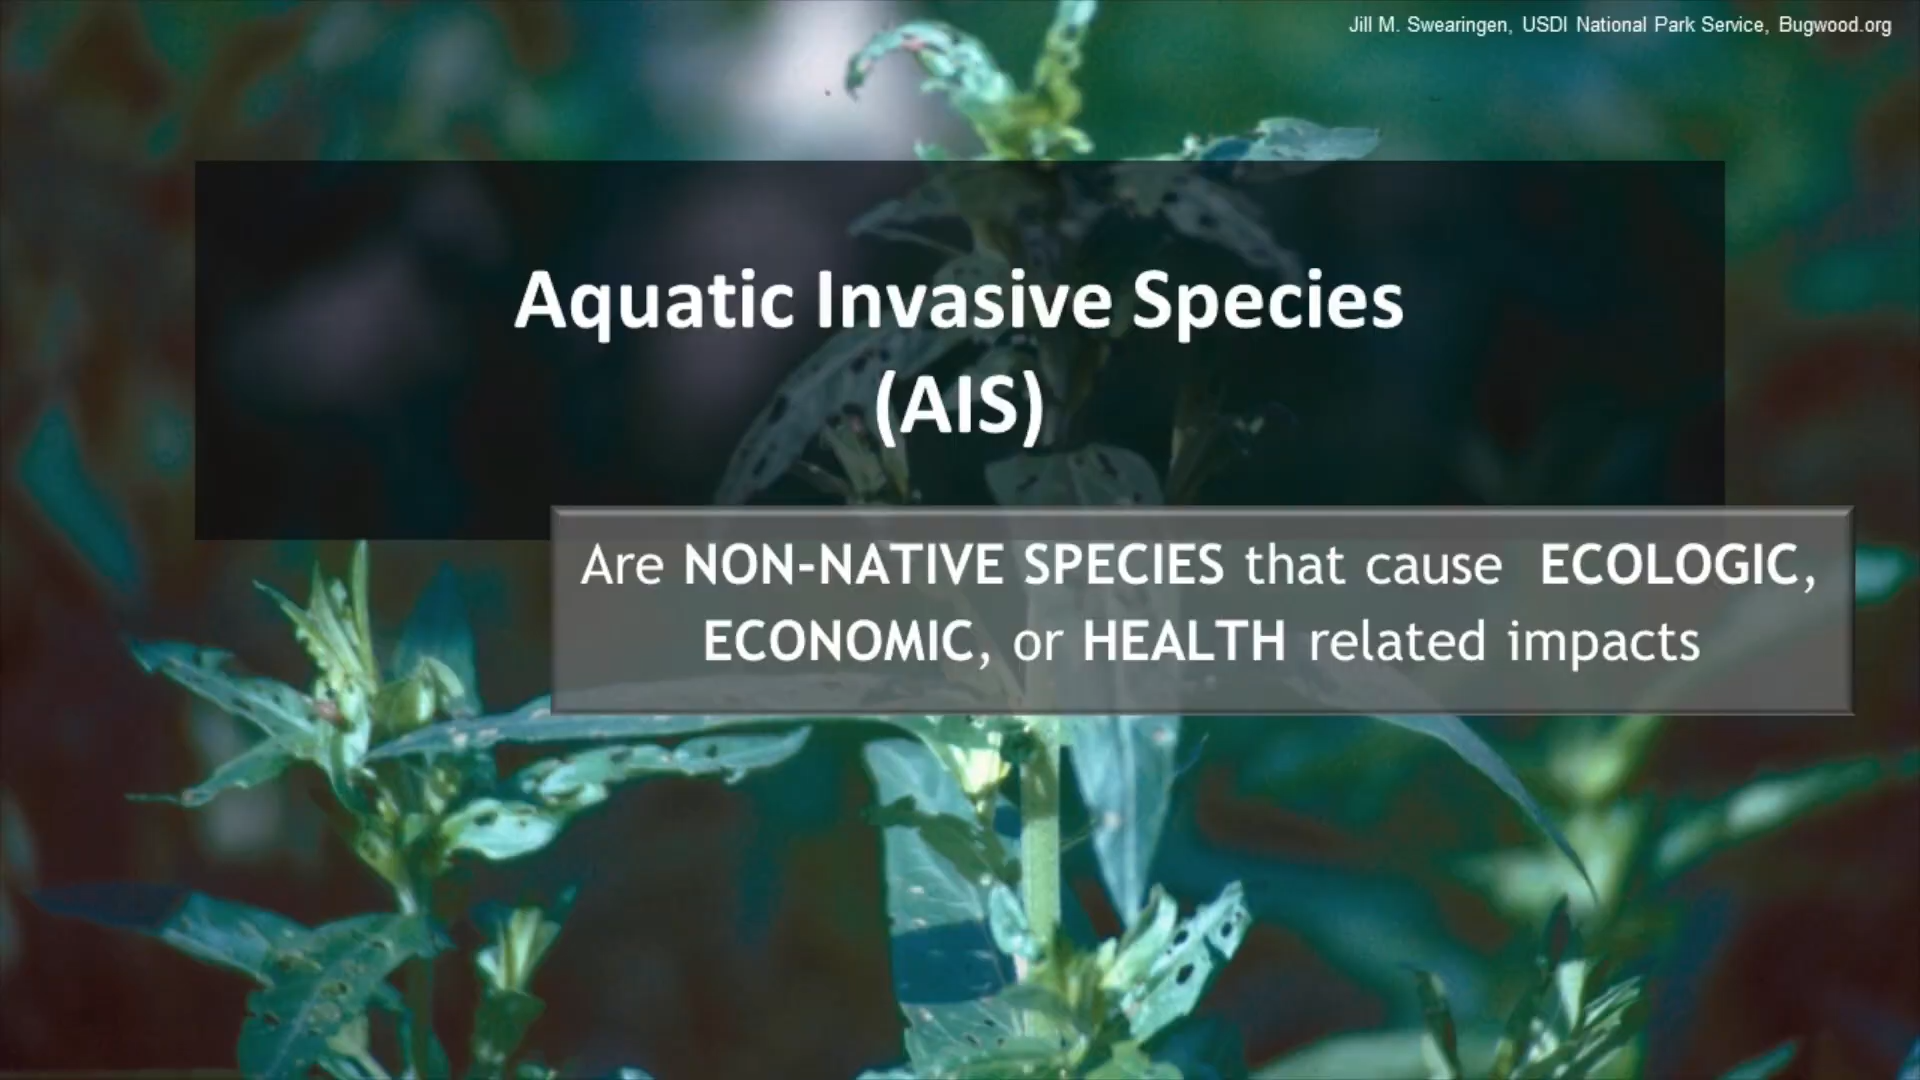 Jill M. Swearingen, USDI National Park Service, Bugwood.org
Aquatic Invasive Species
(AIS)
Are NON-NATIVE SPECIES that cause ECOLOGIC,
ECONOMIC, or HEALTH related impacts